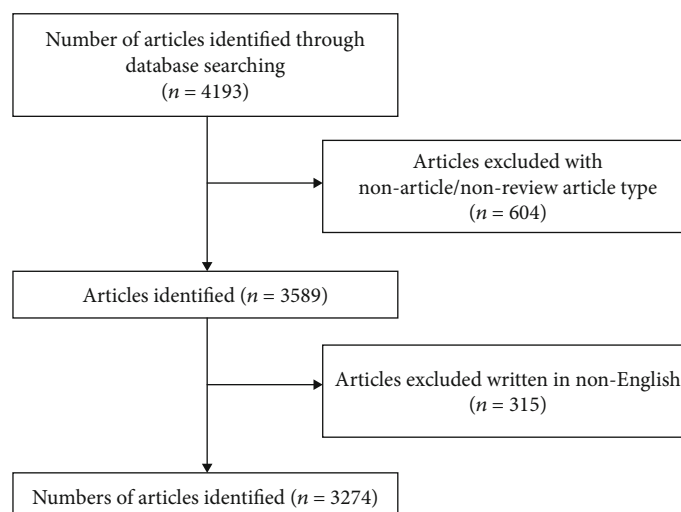 Number of articles identified through
database searching
(n = 4193)
Articles excluded with
non-article/non-review article type
(n = 604)
Articles identified (n = 3589)
Articles excluded written in non-English
(n = 315)
Numbers of articles identified (n = 3274)